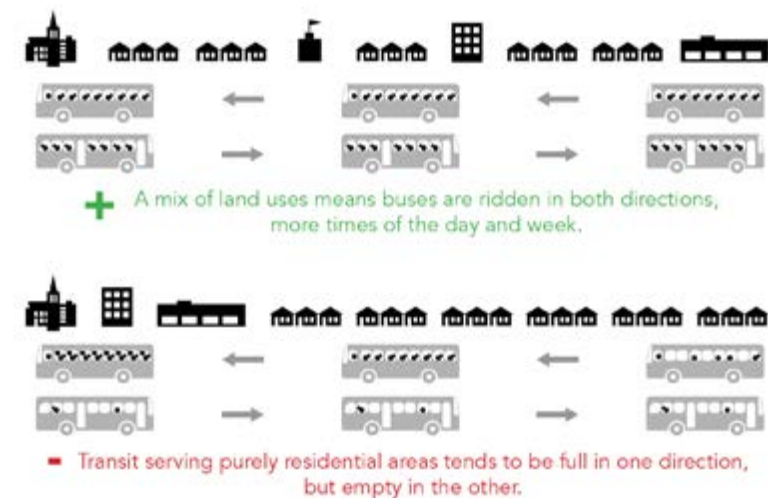 + A mix of land uses means buses are ridden in both directions,
more times of the day and week.
- Transit serving purely residential areas tends to be full in one direction,
but empty in the other.